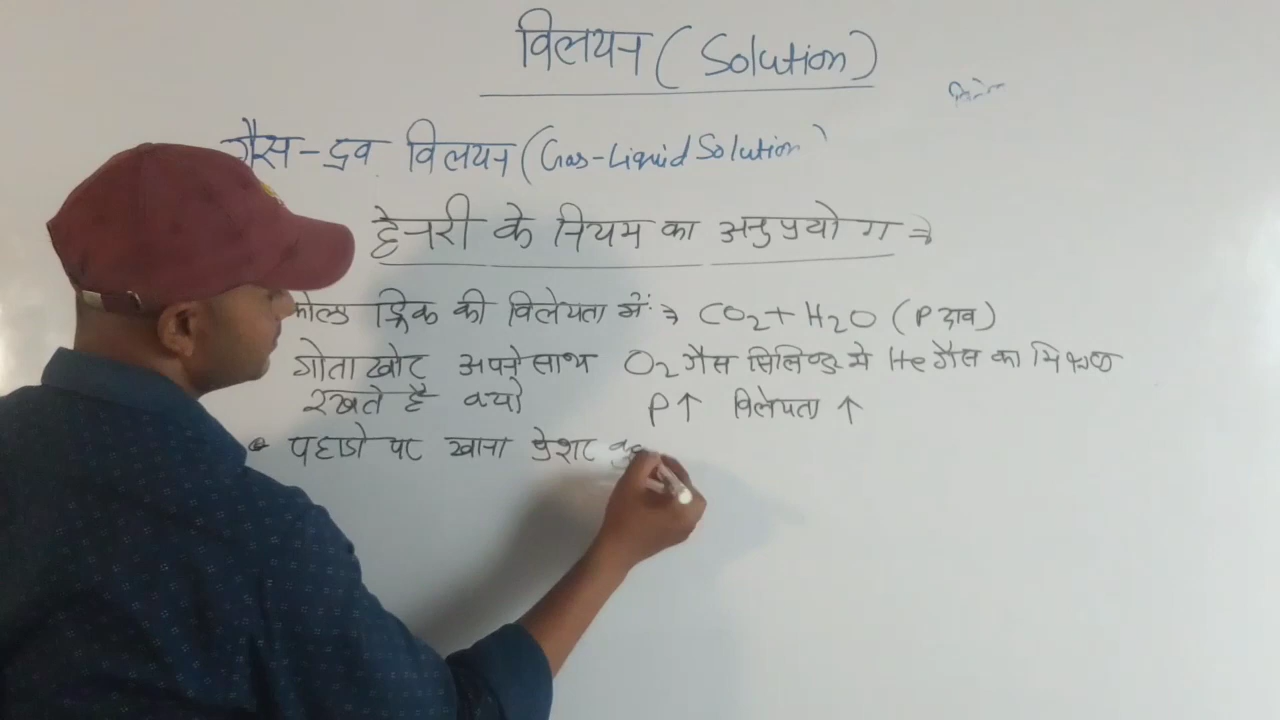 विलयन (Solution)
गैस-द्रव विलयन (Gas-Liquid Solution)
हेनरी के नियम का अनुप्रयोग ⇒
कोल्ड ड्रिंक की विलेयता में ⇒ CO2 + H2O (P दाव)
गोताखोर अपने साथ O2 गैस सिलिण्डर मे He गैस का मिश्रण
रखते है क्यो P↑ विलेयता ↑
• पहाडो पर खाना प्रेशर